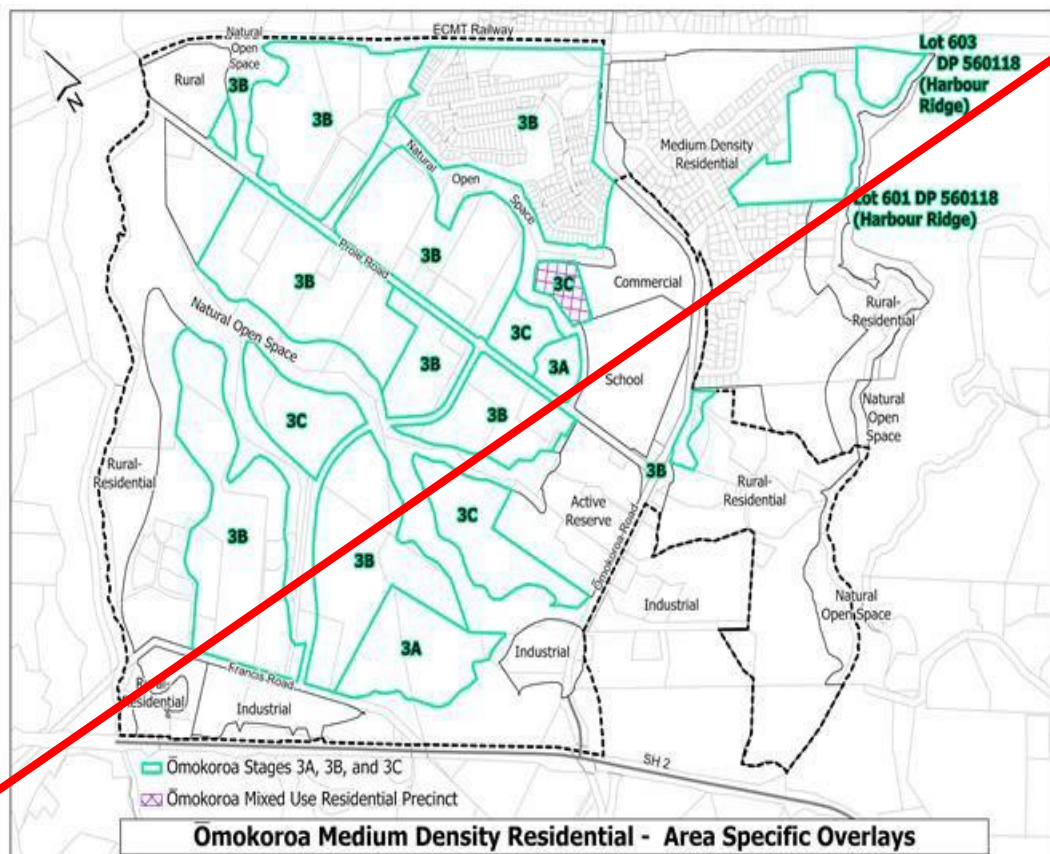 ECMT Railway
Natural
Open
Space
Rural
3B
3B
3B
Lot 603
DP 560118
(Harbour
Ridge)
Medium Density
Residential
Natural
Open
Space
Lot 601 DP 560118
(Harbour Ridge)
N
Prole Road
3B
3B
3C
Commercial
Rural-
Residential
Natural Open Space
3C
3A
3B
School
Natural
Open
Space
3C
3B
3B
Rural-
Residential
Rural-
Residential
3C
Active
Reserve
3B
3B
Ōmokoroa Road
Industrial
Natural
Open Space
3A
Industrial
Francis Road
Rural-
Residential
Industrial
SH 2
Ōmokoroa Stages 3A, 3B, and 3C
Ōmokoroa Mixed Use Residential Precinct
Ōmokoroa Medium Density Residential - Area Specific Overlays